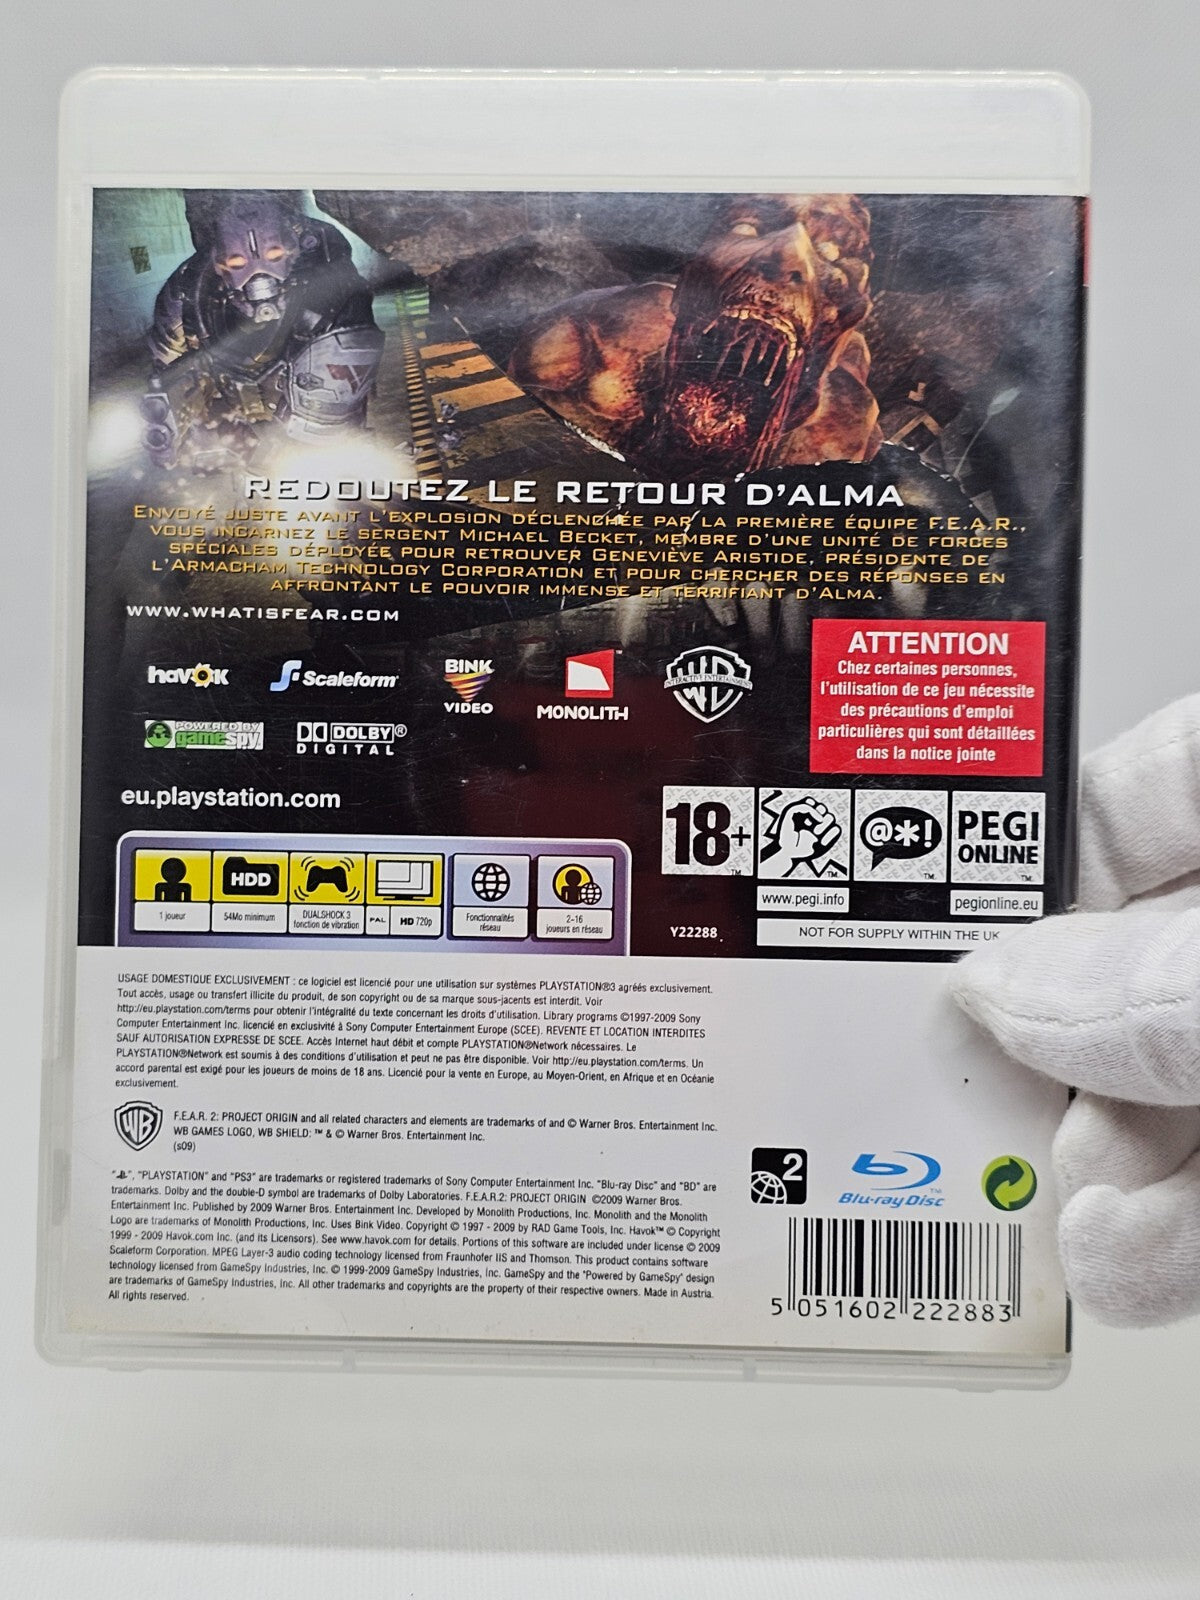 REDOUTEZ LE RETOUR D'ALMA
ENVOYÉ JUSTE AVANT L'EXPLOSION DÉCLENCHÉE PAR LA PREMIÈRE ÉQUIPE F.E.A.R.,
VOUS INCARNEZ LE SERGENT MICHAEL BECKET, MEMBRE D'UNE UNITÉ DE FORCES
SPÉCIALES DÉPLOYÉE POUR RETROUVER GENEVIÈVE ARISTIDE, PRÉSIDENTE DE
L'ARMACHAM TECHNOLOGY CORPORATION ET POUR CHERCHER DES RÉPONSES EN
AFFRONTANT LE POUVOIR IMMENSE ET TERRIFIANT D'ALMA.
WWW.WHATISFEAR.COM
havok
Scaleform
BINK
VIDEO
MONOLITH
WB
INTERACTIVE ENTERTAINMENT
POWERED BY
gamespy
DOLBY®
DIGITAL
ATTENTION
Chez certaines personnes,
l'utilisation de ce jeu nécessite
des précautions d'emploi
particulières qui sont détaillées
dans la notice jointe
eu.playstation.com
18+
TM
@*!
PEGI
ONLINE
www.pegi.info
pegionline.eu
Y22288
NOT FOR SUPPLY WITHIN THE UK
HDD
1 joueur
54Mo minimum
DUALSHOCK 3
fonction de vibration
PAL
HD 720p
Fonctionnalités
réseau
2-16
joueurs en réseau
USAGE DOMESTIQUE EXCLUSIVEMENT : ce logiciel est licencié pour une utilisation sur systèmes PLAYSTATION®3 agréés exclusivement.
Tout accès, usage ou transfert illicite du produit, de son copyright ou de sa marque sous-jacents est interdit. Voir
http://eu.playstation.com/terms pour obtenir l'intégralité du texte concernant les droits d'utilisation. Library programs ©1997-2009 Sony
Computer Entertainment Inc. licencié en exclusivité à Sony Computer Entertainment Europe (SCEE). REVENTE ET LOCATION INTERDITES
SAUF AUTORISATION EXPRESSE DE SCEE. Accès Internet haut débit et compte PLAYSTATION®Network nécessaires. Le
PLAYSTATION®Network est soumis à des conditions d'utilisation et peut ne pas être disponible. Voir http://eu.playstation.com/terms. Un
accord parental est exigé pour les joueurs de moins de 18 ans. Licencié pour la vente en Europe, au Moyen-Orient, en Afrique et en Océanie
exclusivement.
WB
F.E.A.R. 2: PROJECT ORIGIN and all related characters and elements are trademarks of and © Warner Bros. Entertainment Inc.
WB GAMES LOGO, WB SHIELD: ™ & © Warner Bros. Entertainment Inc.
(s09)
"", "PLAYSTATION" and "PS3" are trademarks or registered trademarks of Sony Computer Entertainment Inc. "Blu-ray Disc" and "BD" are
trademarks. Dolby and the double-D symbol are trademarks of Dolby Laboratories. F.E.A.R.2: PROJECT ORIGIN ©2009 Warner Bros.
Entertainment Inc. Published by 2009 Warner Bros. Entertainment Inc. Developed by Monolith Productions, Inc. Monolith and the Monolith
Logo are trademarks of Monolith Productions, Inc. Uses Bink Video. Copyright © 1997 - 2009 by RAD Game Tools, Inc. Havok™ © Copyright
1999 - 2009 Havok.com Inc. (and its Licensors). See www.havok.com for details. Portions of this software are included under license © 2009
Scaleform Corporation. MPEG Layer-3 audio coding technology licensed from Fraunhofer IIS and Thomson. This product contains software
technology licensed from GameSpy Industries, Inc. © 1999-2009 GameSpy Industries, Inc. GameSpy and the "Powered by GameSpy" design
are trademarks of GameSpy Industries, Inc. All other trademarks and copyrights are the property of their respective owners. Made in Austria.
All rights reserved.
2
Blu-ray Disc
TM
5 051602 222883